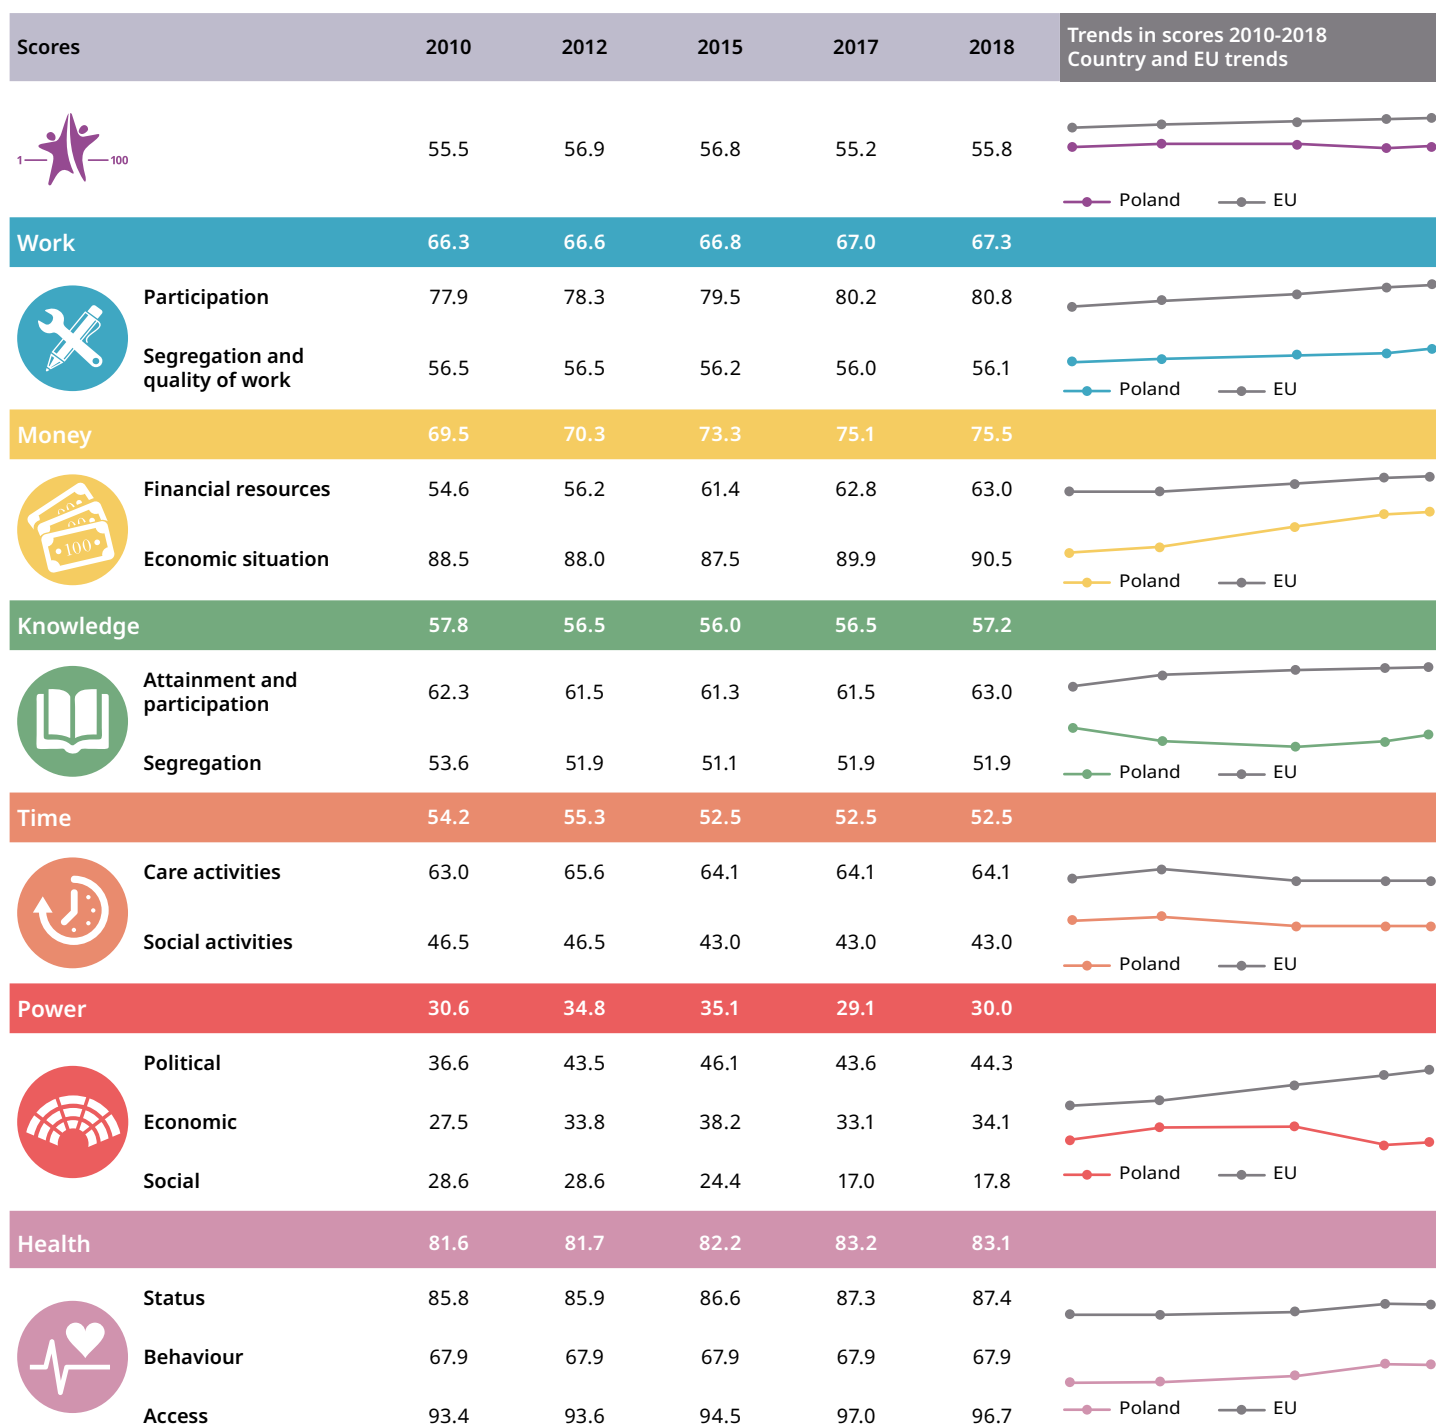 Scores 2010 2012 2015 2017 2018 Trends in scores 2010-2018
Country and EU trends
1 100 55.5 56.9 56.8 55.2 55.8
Poland EU
Work 66.3 66.6 66.8 67.0 67.3
Participation 77.9 78.3 79.5 80.2 80.8
Segregation and
quality of work 56.5 56.5 56.2 56.0 56.1
Poland EU
Money 69.5 70.3 73.3 75.1 75.5
Financial resources 54.6 56.2 61.4 62.8 63.0
100
Economic situation 88.5 88.0 87.5 89.9 90.5
Poland EU
Knowledge 57.8 56.5 56.0 56.5 57.2
Attainment and
participation 62.3 61.5 61.3 61.5 63.0
Segregation 53.6 51.9 51.1 51.9 51.9
Poland EU
Time 54.2 55.3 52.5 52.5 52.5
Care activities 63.0 65.6 64.1 64.1 64.1
Social activities 46.5 46.5 43.0 43.0 43.0
Poland EU
Power 30.6 34.8 35.1 29.1 30.0
Political 36.6 43.5 46.1 43.6 44.3
Economic 27.5 33.8 38.2 33.1 34.1
Social 28.6 28.6 24.4 17.0 17.8
Poland EU
Health 81.6 81.7 82.2 83.2 83.1
Status 85.8 85.9 86.6 87.3 87.4
Behaviour 67.9 67.9 67.9 67.9 67.9
Access 93.4 93.6 94.5 97.0 96.7
Poland EU